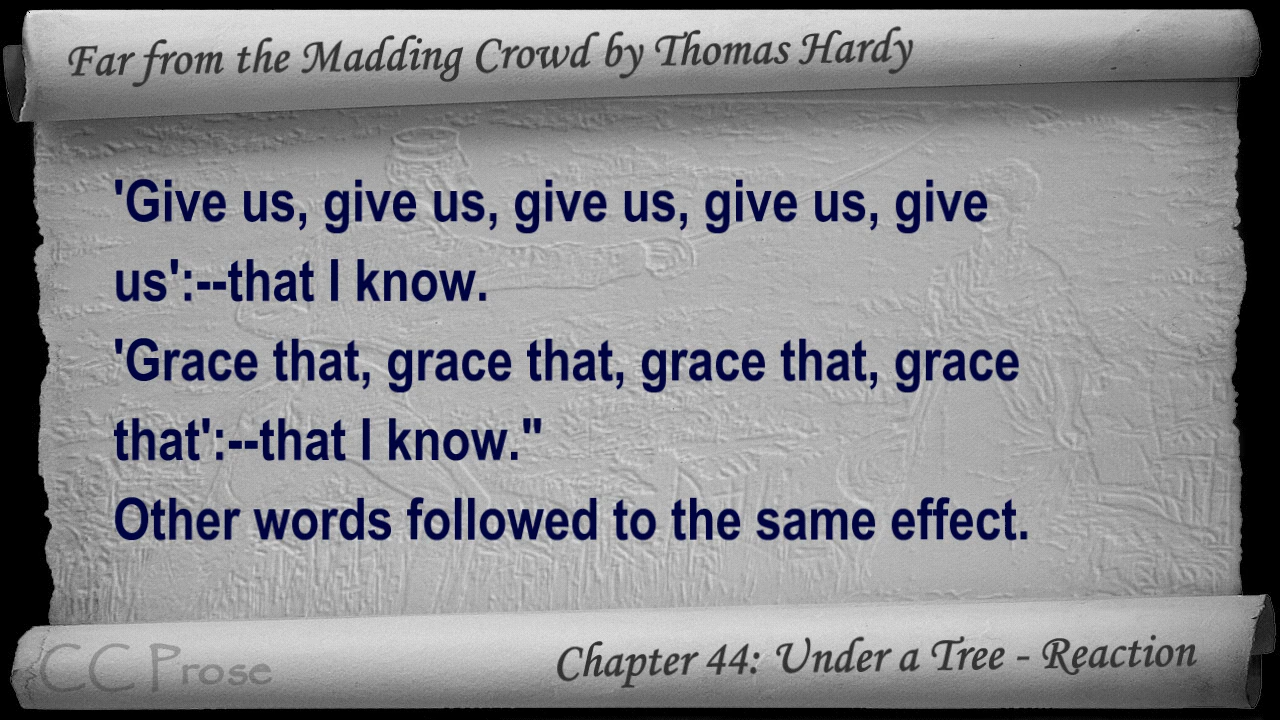 Far from the Madding Crowd by Thomas Hardy
'Give us, give us, give us, give us, give
us':--that I know.
'Grace that, grace that, grace that, grace
that':--that I know."
Other words followed to the same effect.
CC Prose
Chapter 44: Under a Tree - Reaction